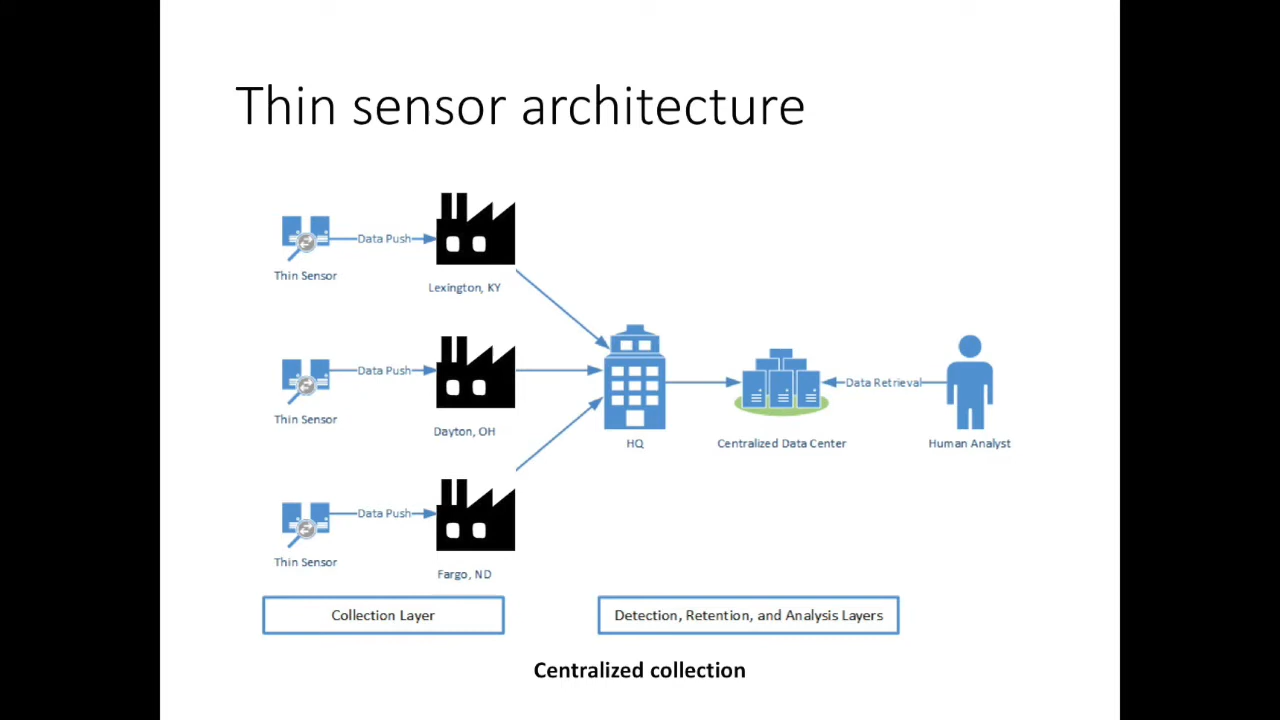 Thin sensor architecture
Data Push
Thin Sensor
Lexington, KY
Data Push
Thin Sensor
Dayton, OH
HQ
Centralized Data Center
Data Retrieval
Human Analyst
Data Push
Thin Sensor
Fargo, ND
Collection Layer
Detection, Retention, and Analysis Layers
Centralized collection